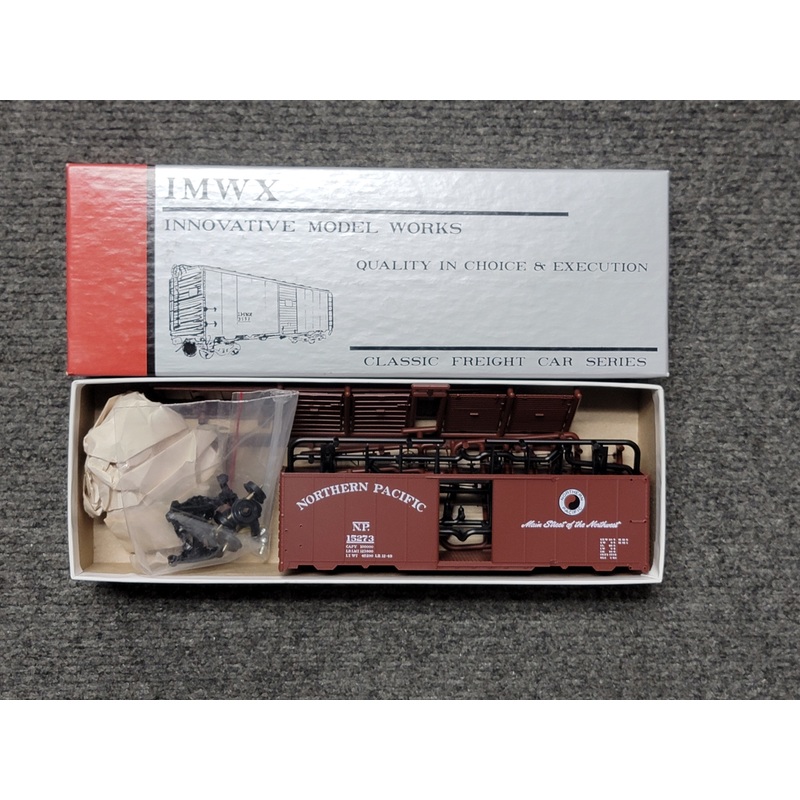 IMWX
INNOVATIVE MODEL WORKS
QUALITY IN CHOICE & EXECUTION
IMWX
CLASSIC FREIGHT CAR SERIES
NORTHERN PACIFIC
N.P.
15273
Main Street of the Northwest